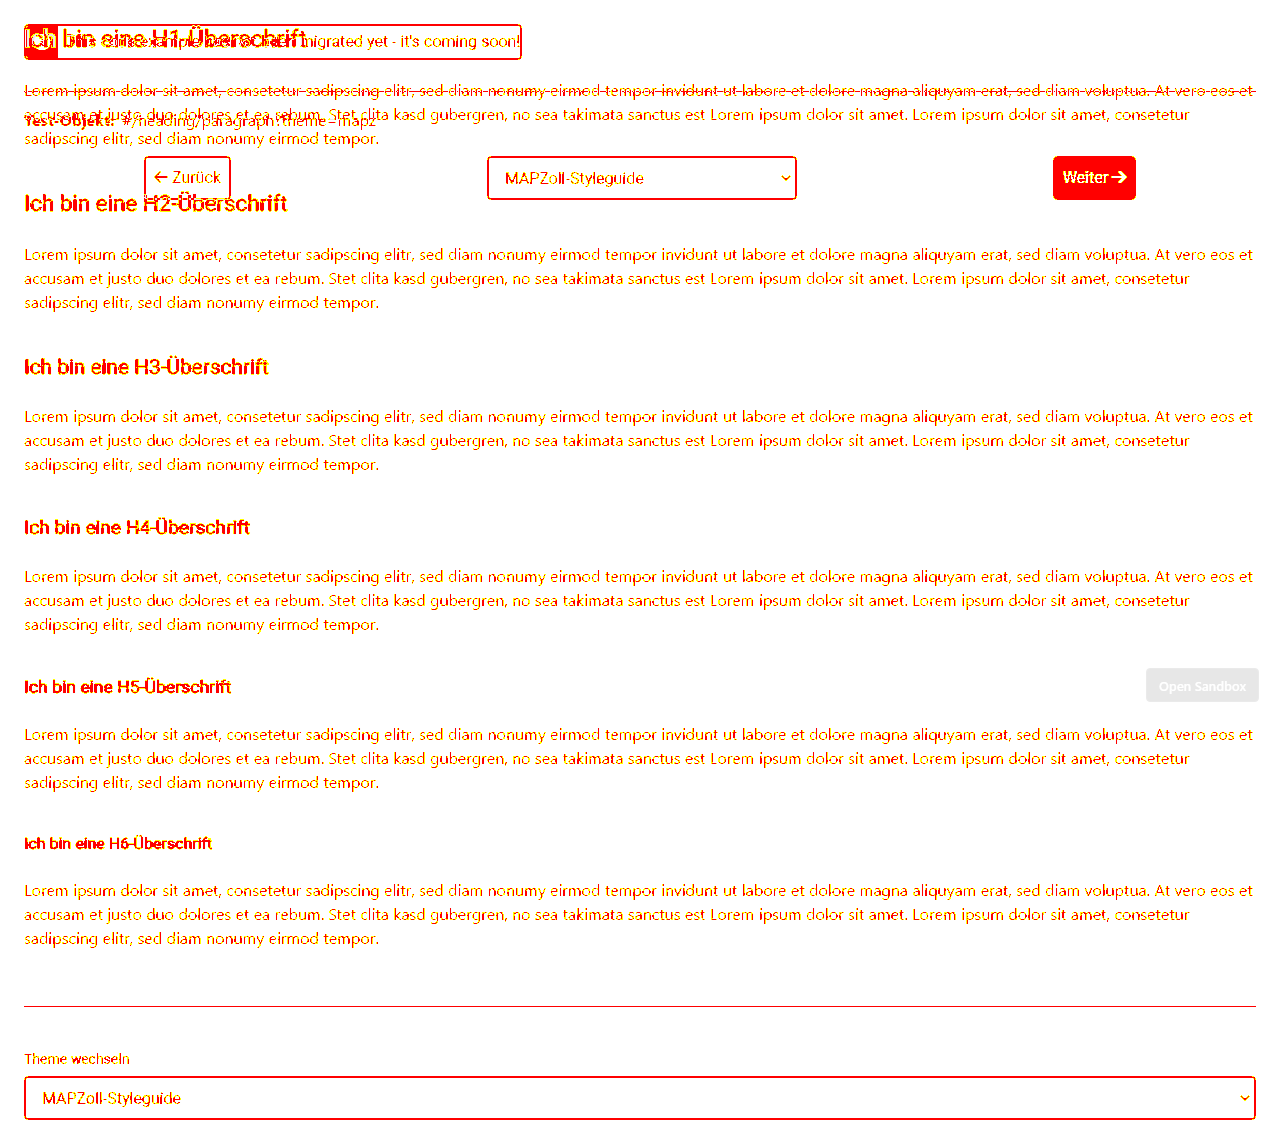 Ich bin eine H1-Überschrift
migrated yet - it's coming soon!
Lorem ipsum dolor sit amet, consetetur sadipscing elitr, sed diam nonumy eirmod tempor invidunt ut labore et dolore magna aliquyam erat, sed diam voluptua. At vero eos et
accusam et justo duo dolores et ea rebum. Stet clita kasd gubergren, no sea takimata sanctus est Lorem ipsum dolor sit amet. Lorem ipsum dolor sit amet, consetetur
Test-Objekt: #/heading/paragraph?theme=mapz
sadipscing elitr, sed diam nonumy eirmod tempor.
← Zurück
MAPZoll-Styleguide
Weiter →
Ich bin eine H2-Überschrift
Lorem ipsum dolor sit amet, consetetur sadipscing elitr, sed diam nonumy eirmod tempor invidunt ut labore et dolore magna aliquyam erat, sed diam voluptua. At vero eos et
accusam et justo duo dolores et ea rebum. Stet clita kasd gubergren, no sea takimata sanctus est Lorem ipsum dolor sit amet. Lorem ipsum dolor sit amet, consetetur
sadipscing elitr, sed diam nonumy eirmod tempor.
Ich bin eine H3-Überschrift
Lorem ipsum dolor sit amet, consetetur sadipscing elitr, sed diam nonumy eirmod tempor invidunt ut labore et dolore magna aliquyam erat, sed diam voluptua. At vero eos et
accusam et justo duo dolores et ea rebum. Stet clita kasd gubergren, no sea takimata sanctus est Lorem ipsum dolor sit amet. Lorem ipsum dolor sit amet, consetetur
sadipscing elitr, sed diam nonumy eirmod tempor.
Ich bin eine H4-Überschrift
Lorem ipsum dolor sit amet, consetetur sadipscing elitr, sed diam nonumy eirmod tempor invidunt ut labore et dolore magna aliquyam erat, sed diam voluptua. At vero eos et
accusam et justo duo dolores et ea rebum. Stet clita kasd gubergren, no sea takimata sanctus est Lorem ipsum dolor sit amet. Lorem ipsum dolor sit amet, consetetur
sadipscing elitr, sed diam nonumy eirmod tempor.
Ich bin eine H5-Überschrift
Open Sandbox
Lorem ipsum dolor sit amet, consetetur sadipscing elitr, sed diam nonumy eirmod tempor invidunt ut labore et dolore magna aliquyam erat, sed diam voluptua. At vero eos et
accusam et justo duo dolores et ea rebum. Stet clita kasd gubergren, no sea takimata sanctus est Lorem ipsum dolor sit amet. Lorem ipsum dolor sit amet, consetetur
sadipscing elitr, sed diam nonumy eirmod tempor.
Ich bin eine H6-Überschrift
Lorem ipsum dolor sit amet, consetetur sadipscing elitr, sed diam nonumy eirmod tempor invidunt ut labore et dolore magna aliquyam erat, sed diam voluptua. At vero eos et
accusam et justo duo dolores et ea rebum. Stet clita kasd gubergren, no sea takimata sanctus est Lorem ipsum dolor sit amet. Lorem ipsum dolor sit amet, consetetur
sadipscing elitr, sed diam nonumy eirmod tempor.
Theme wechseln
MAPZoll-Styleguide